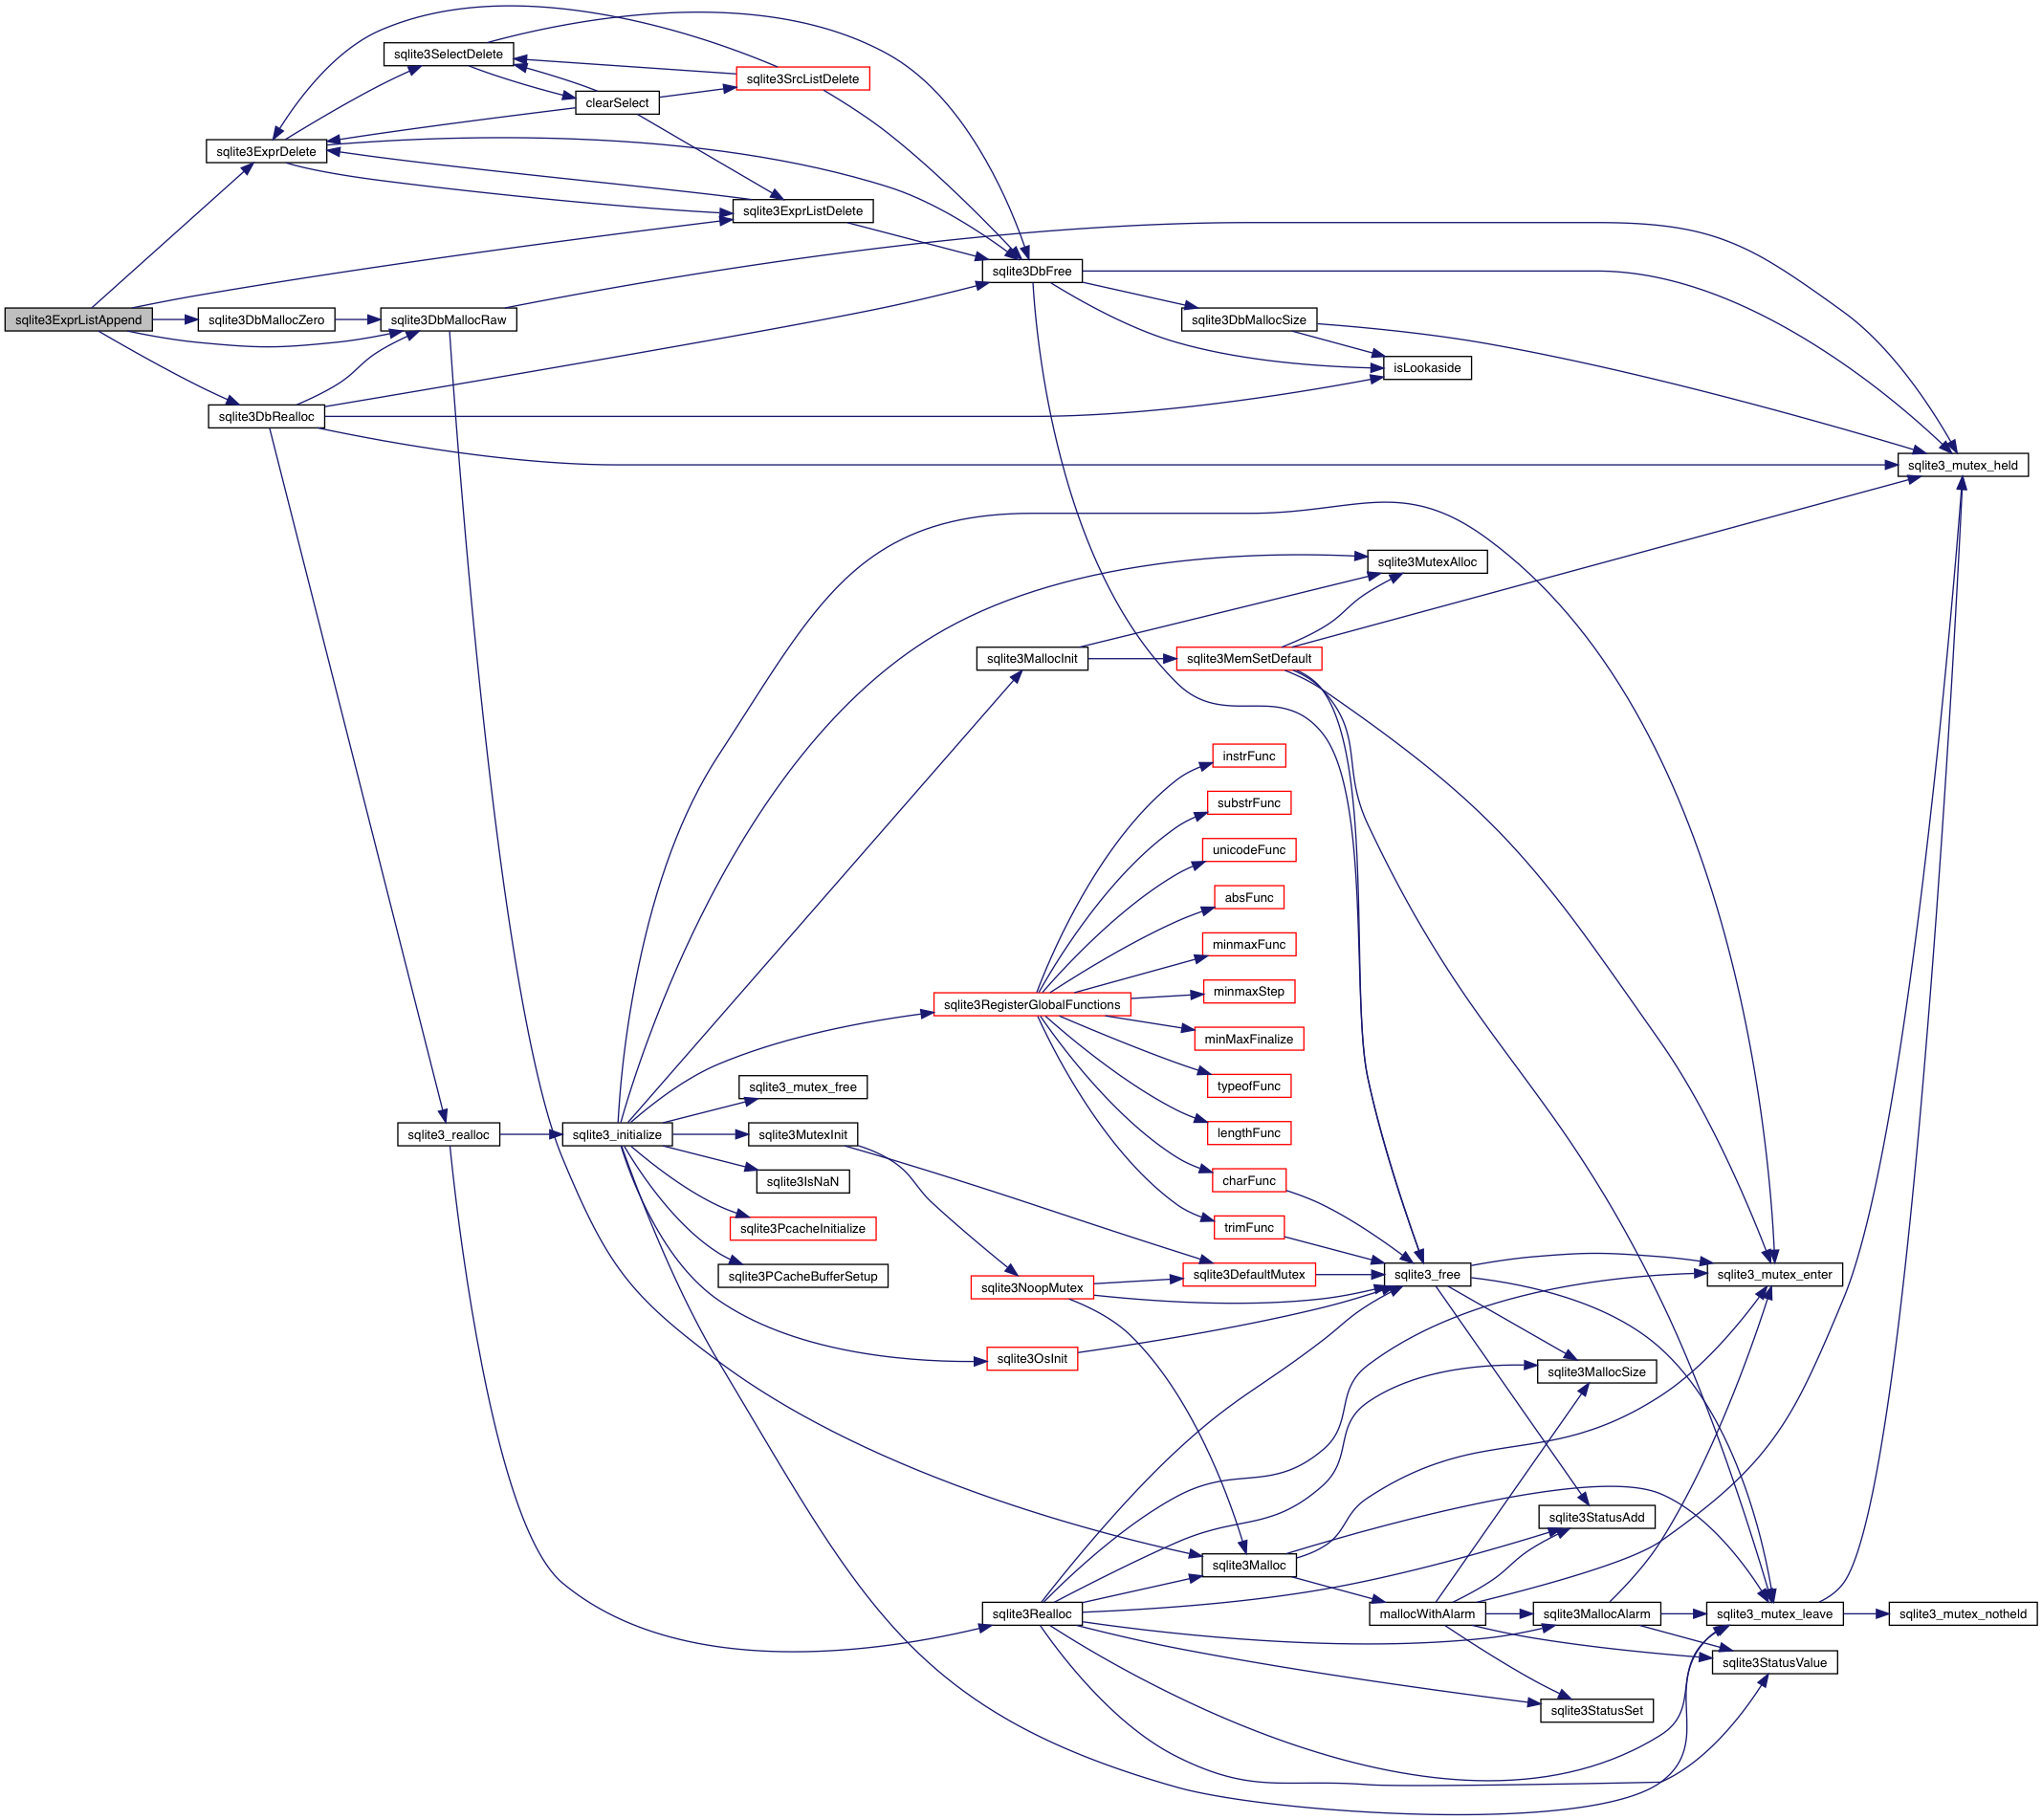 sqlite3SelectDelete
sqlite3SrcListDelete
clearSelect
sqlite3ExprDelete
sqlite3ExprListDelete
sqlite3DbFree
sqlite3ExprListAppend
sqlite3DbMallocZero
sqlite3DbMallocRaw
sqlite3DbMallocSize
isLookaside
sqlite3DbRealloc
sqlite3_mutex_held
sqlite3MutexAlloc
sqlite3MallocInit
sqlite3MemSetDefault
instrFunc
substrFunc
unicodeFunc
absFunc
minmaxFunc
minmaxStep
sqlite3RegisterGlobalFunctions
minMaxFinalize
typeofFunc
sqlite3_mutex_free
sqlite3_realloc
sqlite3_initialize
sqlite3MutexInit
lengthFunc
sqlite3IsNaN
charFunc
sqlite3PcacheInitialize
trimFunc
sqlite3PCacheBufferSetup
sqlite3NoopMutex
sqlite3DefaultMutex
sqlite3_free
sqlite3_mutex_enter
sqlite3OsInit
sqlite3MallocSize
sqlite3StatusAdd
sqlite3Malloc
sqlite3Realloc
mallocWithAlarm
sqlite3MallocAlarm
sqlite3_mutex_leave
sqlite3_mutex_notheld
sqlite3StatusValue
sqlite3StatusSet